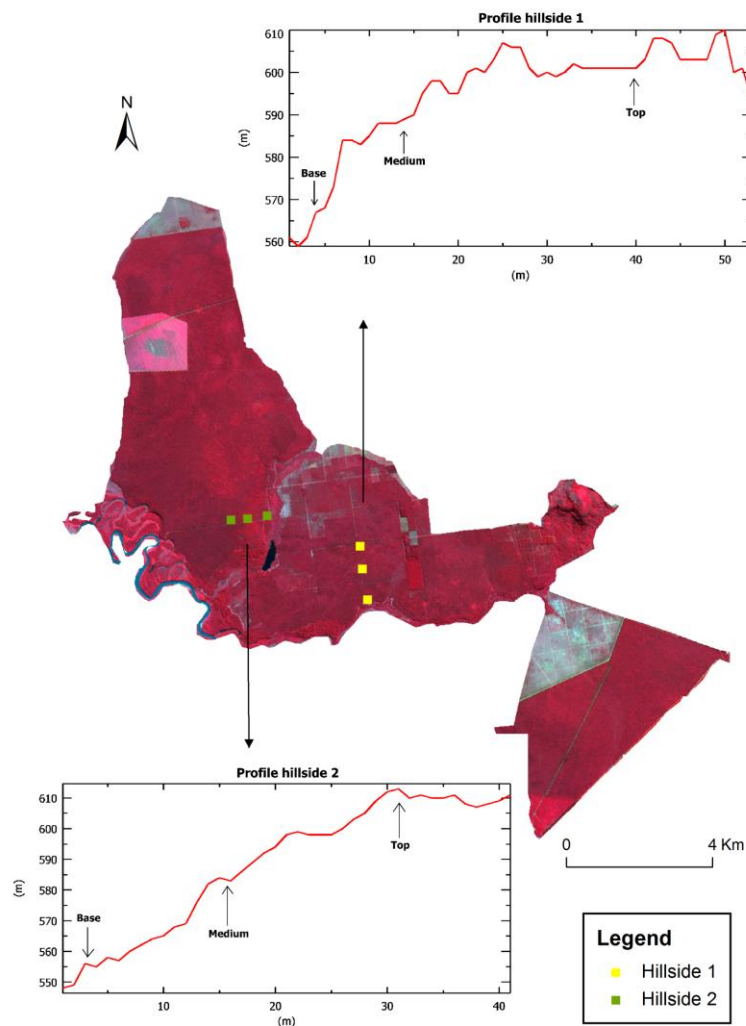 Profile hillside 1
610
600
(m) 590
580
570
560
Base
Medium
Top
10 20 30 40 50
(m)
N
Profile hillside 2
610
600
590
(m)
580
570
560
550
Base
Medium
Top
10 20 30 40
(m)
0 4 Km
Legend
Hillside 1
Hillside 2